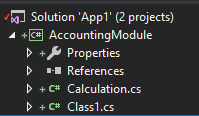 Solution 'App1' (2 projects)
AccountingModule
Properties
References
Calculation.cs
Class1.cs